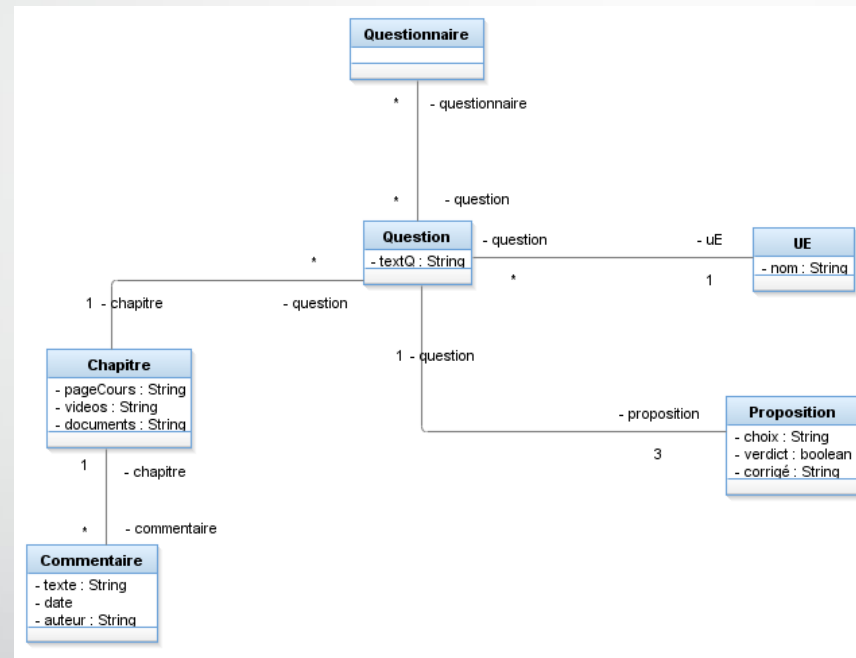 Questionnaire
* - questionnaire
* - question
Question
- textQ : String
- question
*
- uE
1
UE
- nom : String
*
- question
1 - chapitre
1 - question
Chapitre
- pageCours : String
- videos : String
- documents : String
- proposition
3
Proposition
- choix : String
- verdict : boolean
- corrigé : String
1
- chapitre
* - commentaire
Commentaire
- texte : String
- date
- auteur : String